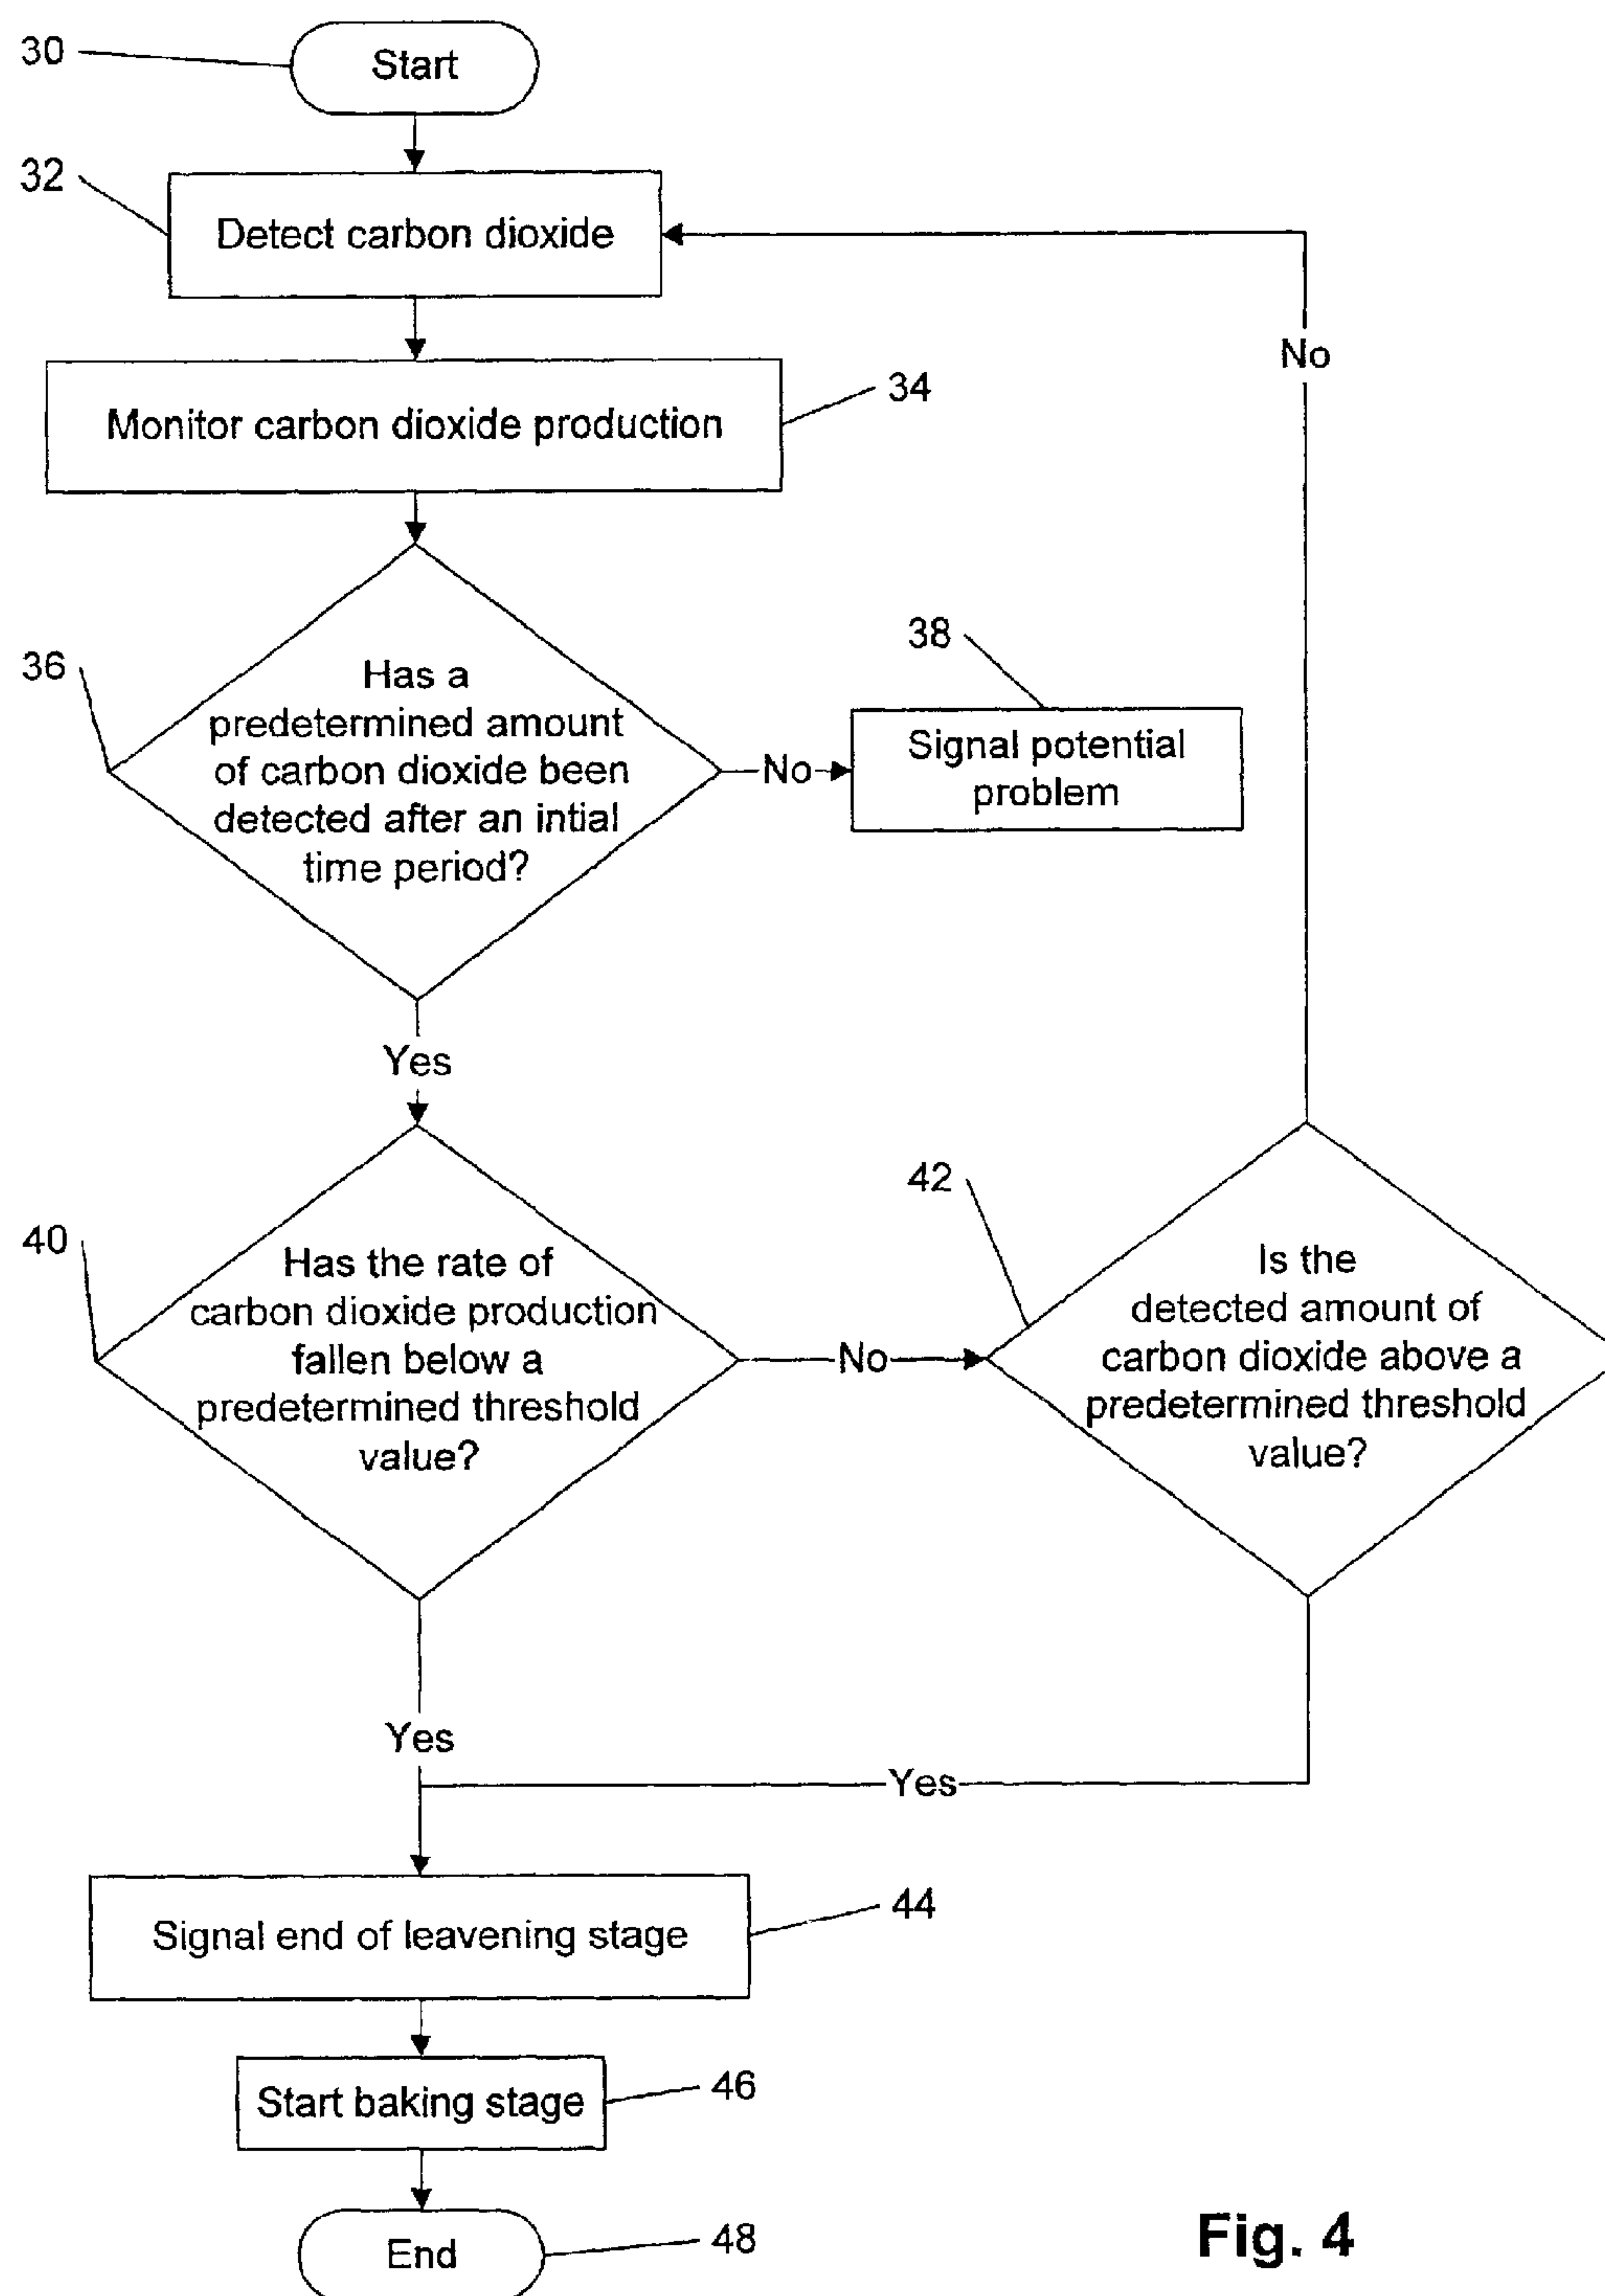 30
Start
32
Detect carbon dioxide
No
Monitor carbon dioxide production
34
36
Has a
predetermined amount
of carbon dioxide been
detected after an intial
time period?
No
38
Signal potential
problem
Yes
40
Has the rate of
carbon dioxide production
fallen below a
predetermined threshold
value?
No
42
Is the
detected amount of
carbon dioxide above a
predetermined threshold
value?
Yes
Yes
Signal end of leavening stage
44
Start baking stage
46
End
48
Fig. 4